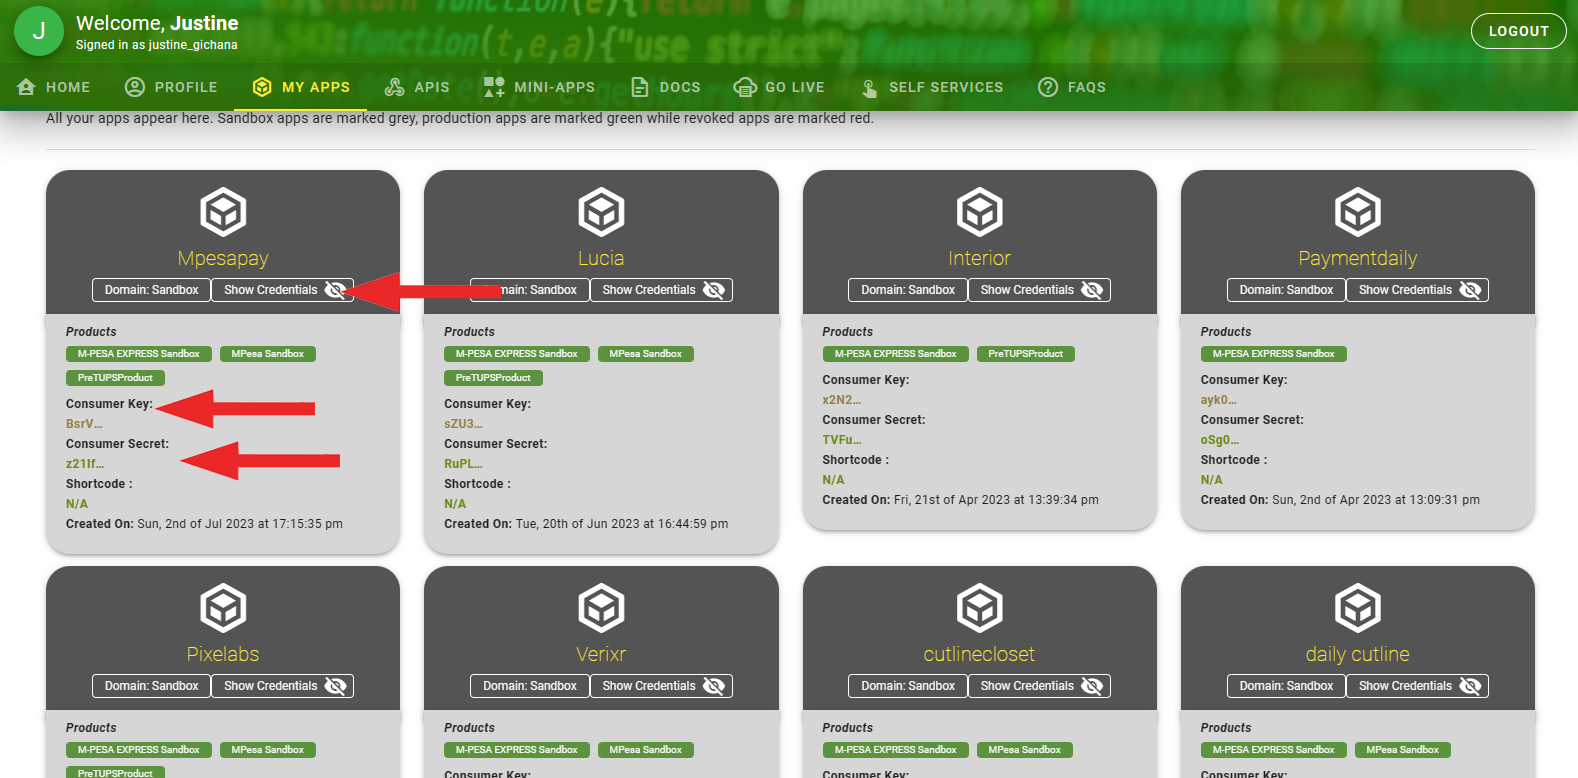 J
Welcome, Justine
Signed in as justine_gichana
LOGOUT
HOME PROFILE MY APPS APIS MINI-APPS DOCS GO LIVE SELF SERVICES FAQS
All your apps appear here. Sandbox apps are marked grey, production apps are marked green while revoked apps are marked red.
Mpesapay
Domain: Sandbox Show Credentials
Products
M-PESA EXPRESS Sandbox MPesa Sandbox
PreTUPSProduct
Consumer Key:
BsrV...
Consumer Secret:
z21If...
Shortcode :
N/A
Created On: Sun, 2nd of Jul 2023 at 17:15:35 pm
Lucia
Sandbox Show Credentials
Products
M-PESA EXPRESS Sandbox MPesa Sandbox
PreTUPSProduct
Consumer Key:
sZU3...
Consumer Secret:
RuPL...
Shortcode :
N/A
Created On: Tue, 20th of Jun 2023 at 16:44:59 pm
Interior
Domain: Sandbox Show Credentials
Products
M-PESA EXPRESS Sandbox PreTUPSProduct
Consumer Key:
x2N2...
Consumer Secret:
TVFu...
Shortcode :
N/A
Created On: Fri, 21st of Apr 2023 at 13:39:34 pm
Paymentdaily
Domain: Sandbox Show Credentials
Products
M-PESA EXPRESS Sandbox
Consumer Key:
ayk0...
Consumer Secret:
oSg0...
Shortcode :
N/A
Created On: Sun, 2nd of Apr 2023 at 13:09:31 pm
Pixelabs
Domain: Sandbox Show Credentials
Products
M-PESA EXPRESS Sandbox MPesa Sandbox
PreTUPSProduct
Verixr
Domain: Sandbox Show Credentials
Products
M-PESA EXPRESS Sandbox MPesa Sandbox
Consumer Key:
cutlinecloset
Domain: Sandbox Show Credentials
Products
M-PESA EXPRESS Sandbox MPesa Sandbox
Consumer Key:
daily cutline
Domain: Sandbox Show Credentials
Products
M-PESA EXPRESS Sandbox MPesa Sandbox
Consumer Key: